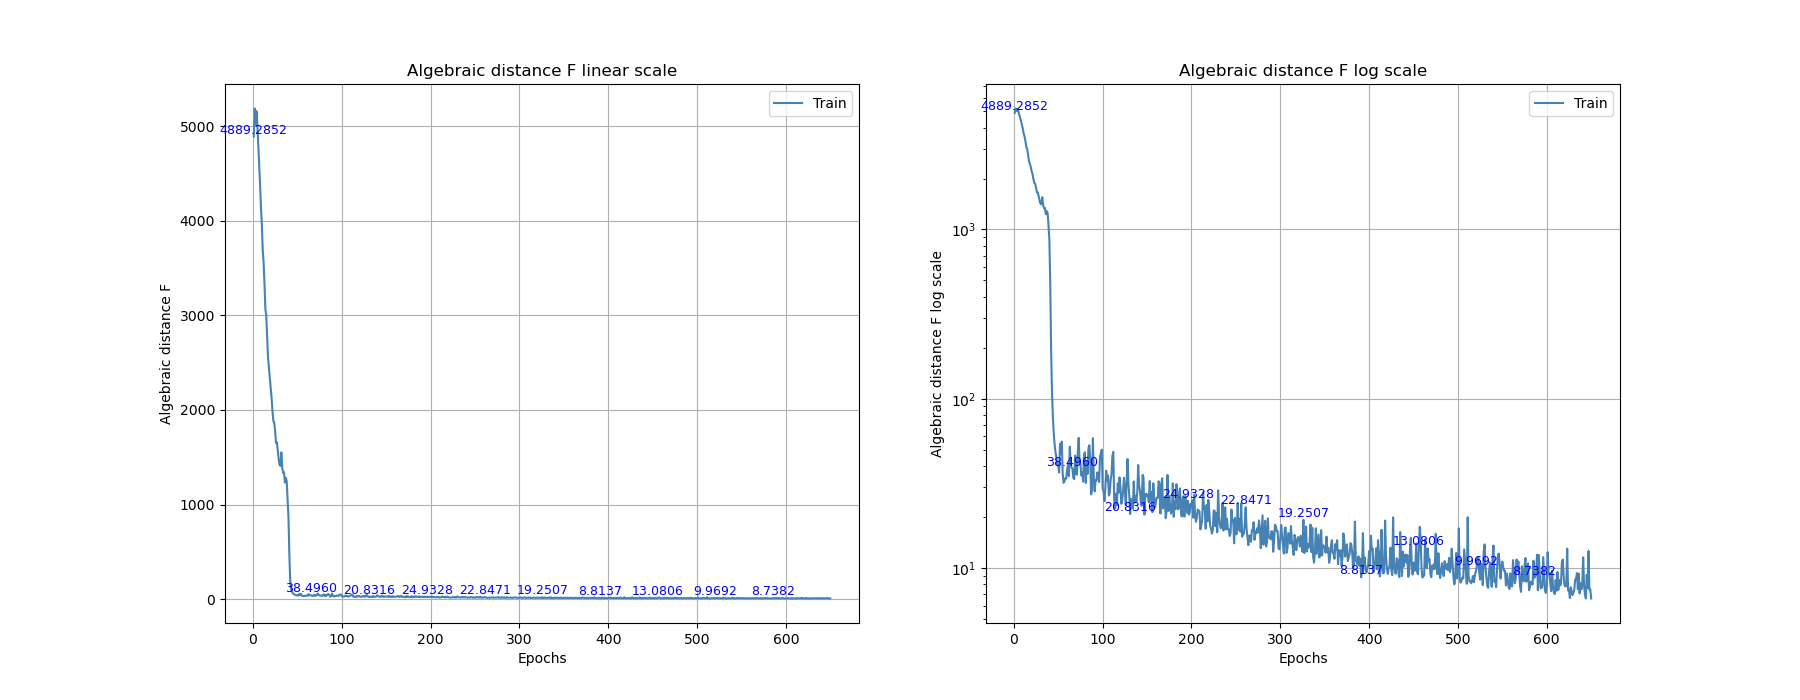 Algebraic distance F linear scale
Train
4889.2852
38.4960
20.8316
24.9328
22.8471
19.2507
8.8137
13.0806
9.9692
8.7382
5000
4000
3000
2000
1000
0
0 100 200 300 400 500 600
Epochs
Algebraic distance F
Algebraic distance F log scale
Train
4889.2852
38.4960
20.8316
24.9328
22.8471
19.2507
8.8137
13.0806
9.9692
8.7382
10³
10²
10¹
0 100 200 300 400 500 600
Epochs
Algebraic distance F log scale